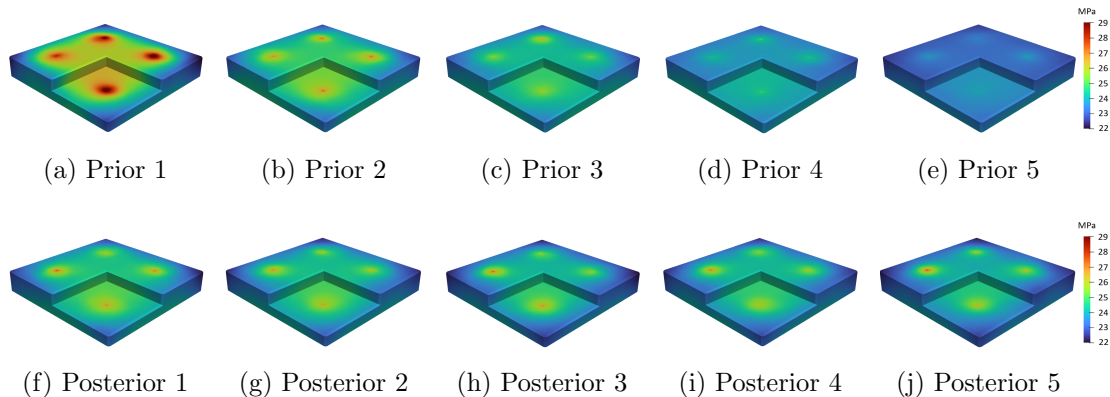 MPa
29
28
27
26
25
24
23
22
(a) Prior 1
(b) Prior 2
(c) Prior 3
(d) Prior 4
(e) Prior 5
MPa
29
28
27
26
25
24
23
22
(f) Posterior 1
(g) Posterior 2
(h) Posterior 3
(i) Posterior 4
(j) Posterior 5